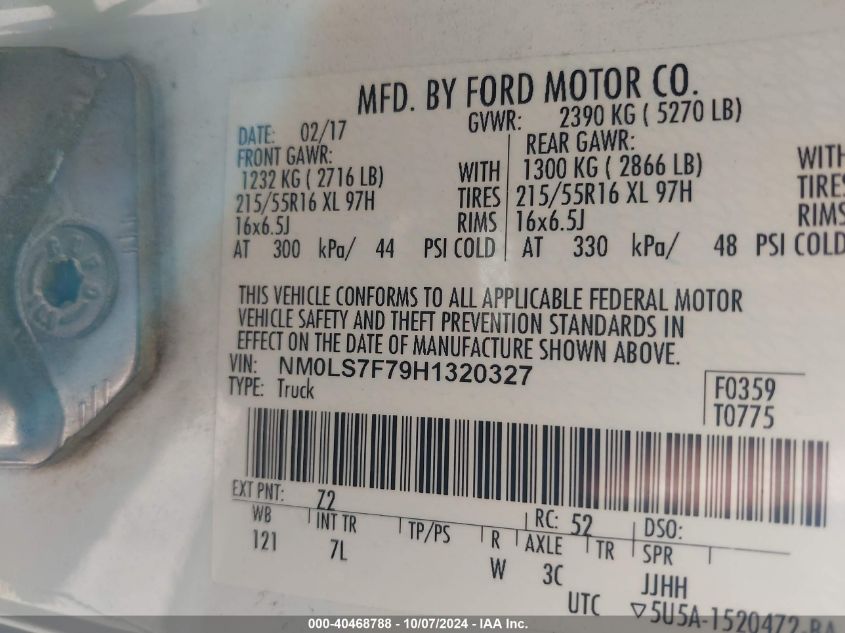 MFD. BY FORD MOTOR CO.
DATE: 02/17 GVWR: 2390 KG ( 5270 LB)
FRONT GAWR: REAR GAWR:
1232 KG ( 2716 LB) WITH 1300 KG ( 2866 LB) WITH
215/55R16 XL 97H TIRES 215/55R16 XL 97H TIRES
16x6.5J RIMS 16x6.5J RIMS
AT 300 kPa/ 44 PSI COLD AT 330 kPa/ 48 PSI COLD
THIS VEHICLE CONFORMS TO ALL APPLICABLE FEDERAL MOTOR
VEHICLE SAFETY AND THEFT PREVENTION STANDARDS IN
EFFECT ON THE DATE OF MANUFACTURE SHOWN ABOVE.
VIN: NM0LS7F79H1320327
TYPE: Truck
F0359
T0775
EXT PNT: Z2 RC: 52 DSO:
WB INT TR TP/PS R AXLE TR SPR
121 7L W 3C JJHH
UTC ▽5U5A-1520472-BA
000-40468788 - 10/07/2024 - IAA Inc.